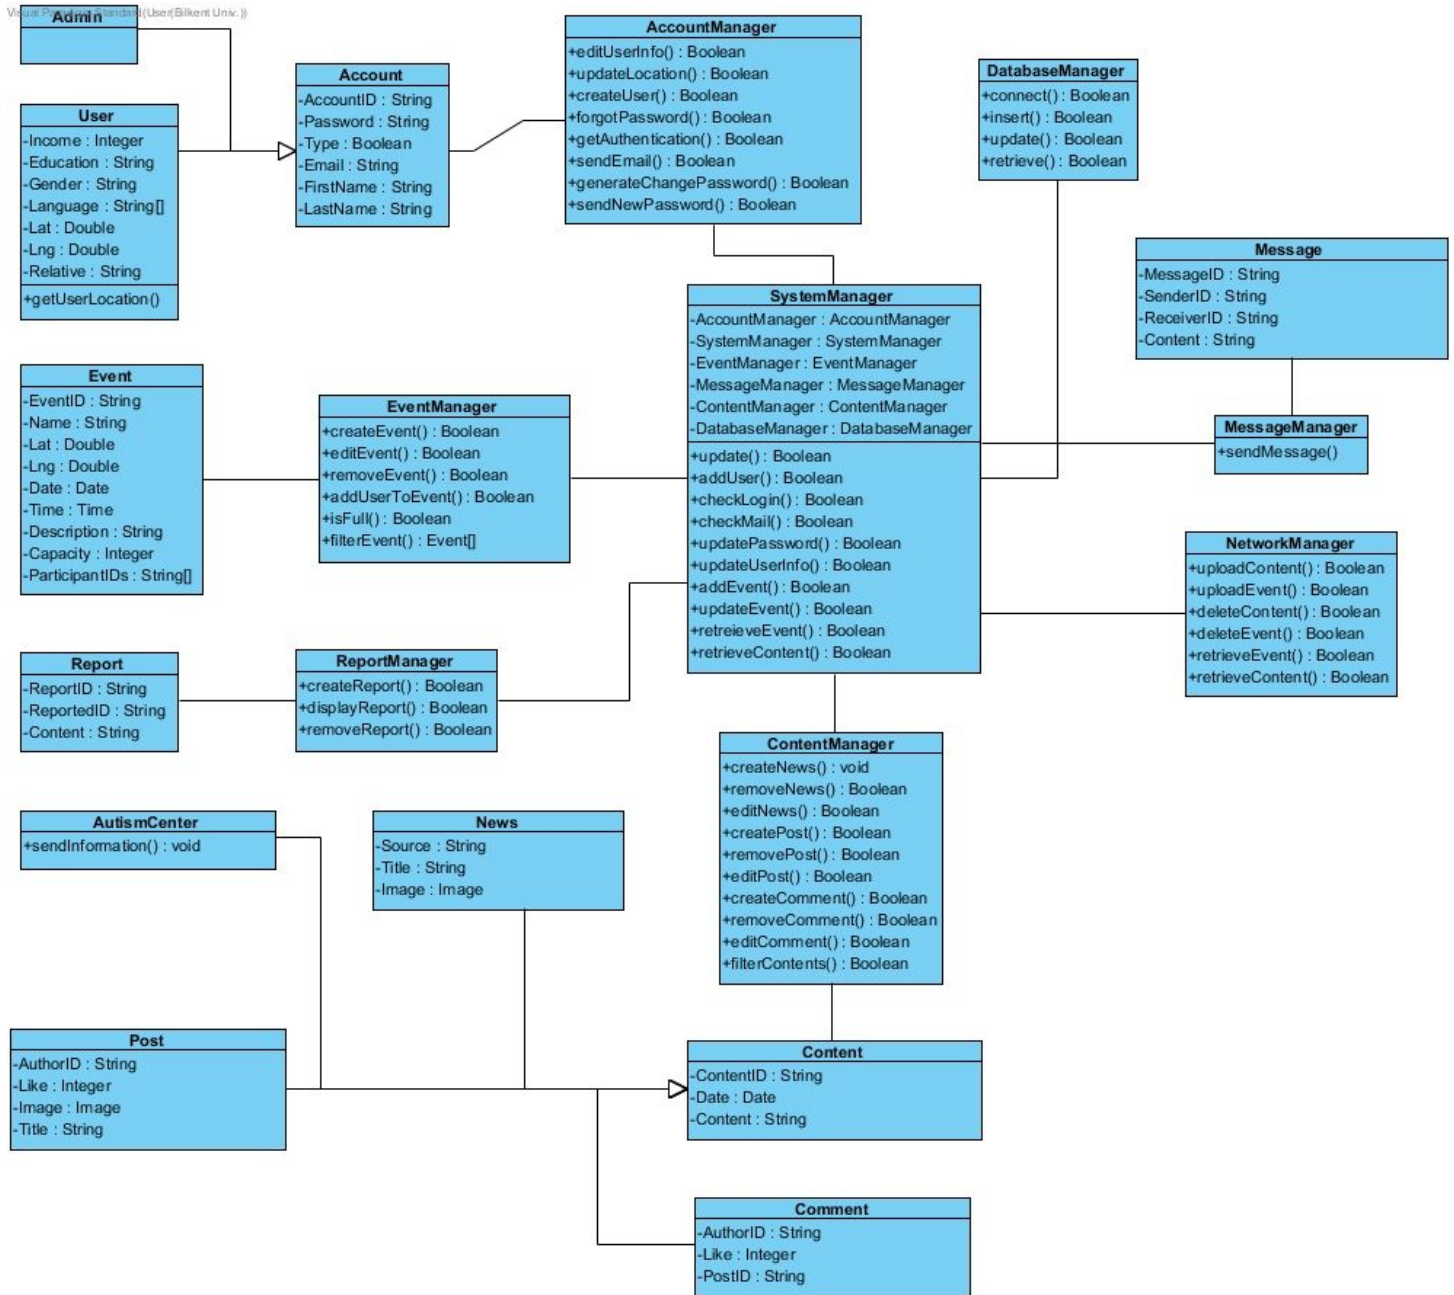 Visual Paradigm Standard(User(Bilkent Univ.))
Admin
User
-Income : Integer
-Education : String
-Gender : String
-Language : String[]
-Lat : Double
-Lng : Double
-Relative : String
+getUserLocation()
Account
-AccountID : String
-Password : String
-Type : Boolean
-Email : String
-FirstName : String
-LastName : String
AccountManager
+editUserInfo() : Boolean
+updateLocation() : Boolean
+createUser() : Boolean
+forgotPassword() : Boolean
+getAuthentication() : Boolean
+sendEmail() : Boolean
+generateChangePassword() : Boolean
+sendNewPassword() : Boolean
DatabaseManager
+connect() : Boolean
+insert() : Boolean
+update() : Boolean
+retrieve() : Boolean
Message
-MessageID : String
-SenderID : String
-ReceiverID : String
-Content : String
SystemManager
-AccountManager : AccountManager
-SystemManager : SystemManager
-EventManager : EventManager
-MessageManager : MessageManager
-ContentManager : ContentManager
-DatabaseManager : DatabaseManager
+update() : Boolean
+addUser() : Boolean
+checkLogin() : Boolean
+checkMail() : Boolean
+updatePassword() : Boolean
+updateUserInfo() : Boolean
+addEvent() : Boolean
+updateEvent() : Boolean
+retreieveEvent() : Boolean
+retrieveContent() : Boolean
Event
-EventID : String
-Name : String
-Lat : Double
-Lng : Double
-Date : Date
-Time : Time
-Description : String
-Capacity : Integer
-ParticipantIDs : String[]
EventManager
+createEvent() : Boolean
+editEvent() : Boolean
+removeEvent() : Boolean
+addUserToEvent() : Boolean
+isFull() : Boolean
+filterEvent() : Event[]
MessageManager
+sendMessage()
NetworkManager
+uploadContent() : Boolean
+uploadEvent() : Boolean
+deleteContent() : Boolean
+deleteEvent() : Boolean
+retrieveEvent() : Boolean
+retrieveContent() : Boolean
Report
-ReportID : String
-ReportedID : String
-Content : String
ReportManager
+createReport() : Boolean
+displayReport() : Boolean
+removeReport() : Boolean
ContentManager
+createNews() : void
+removeNews() : Boolean
+editNews() : Boolean
+createPost() : Boolean
+removePost() : Boolean
+editPost() : Boolean
+createComment() : Boolean
+removeComment() : Boolean
+editComment() : Boolean
+filterContents() : Boolean
AutismCenter
+sendInformation() : void
News
-Source : String
-Title : String
-Image : Image
Post
-AuthorID : String
-Like : Integer
-Image : Image
-Title : String
Content
-ContentID : String
-Date : Date
-Content : String
Comment
-AuthorID : String
-Like : Integer
-PostID : String